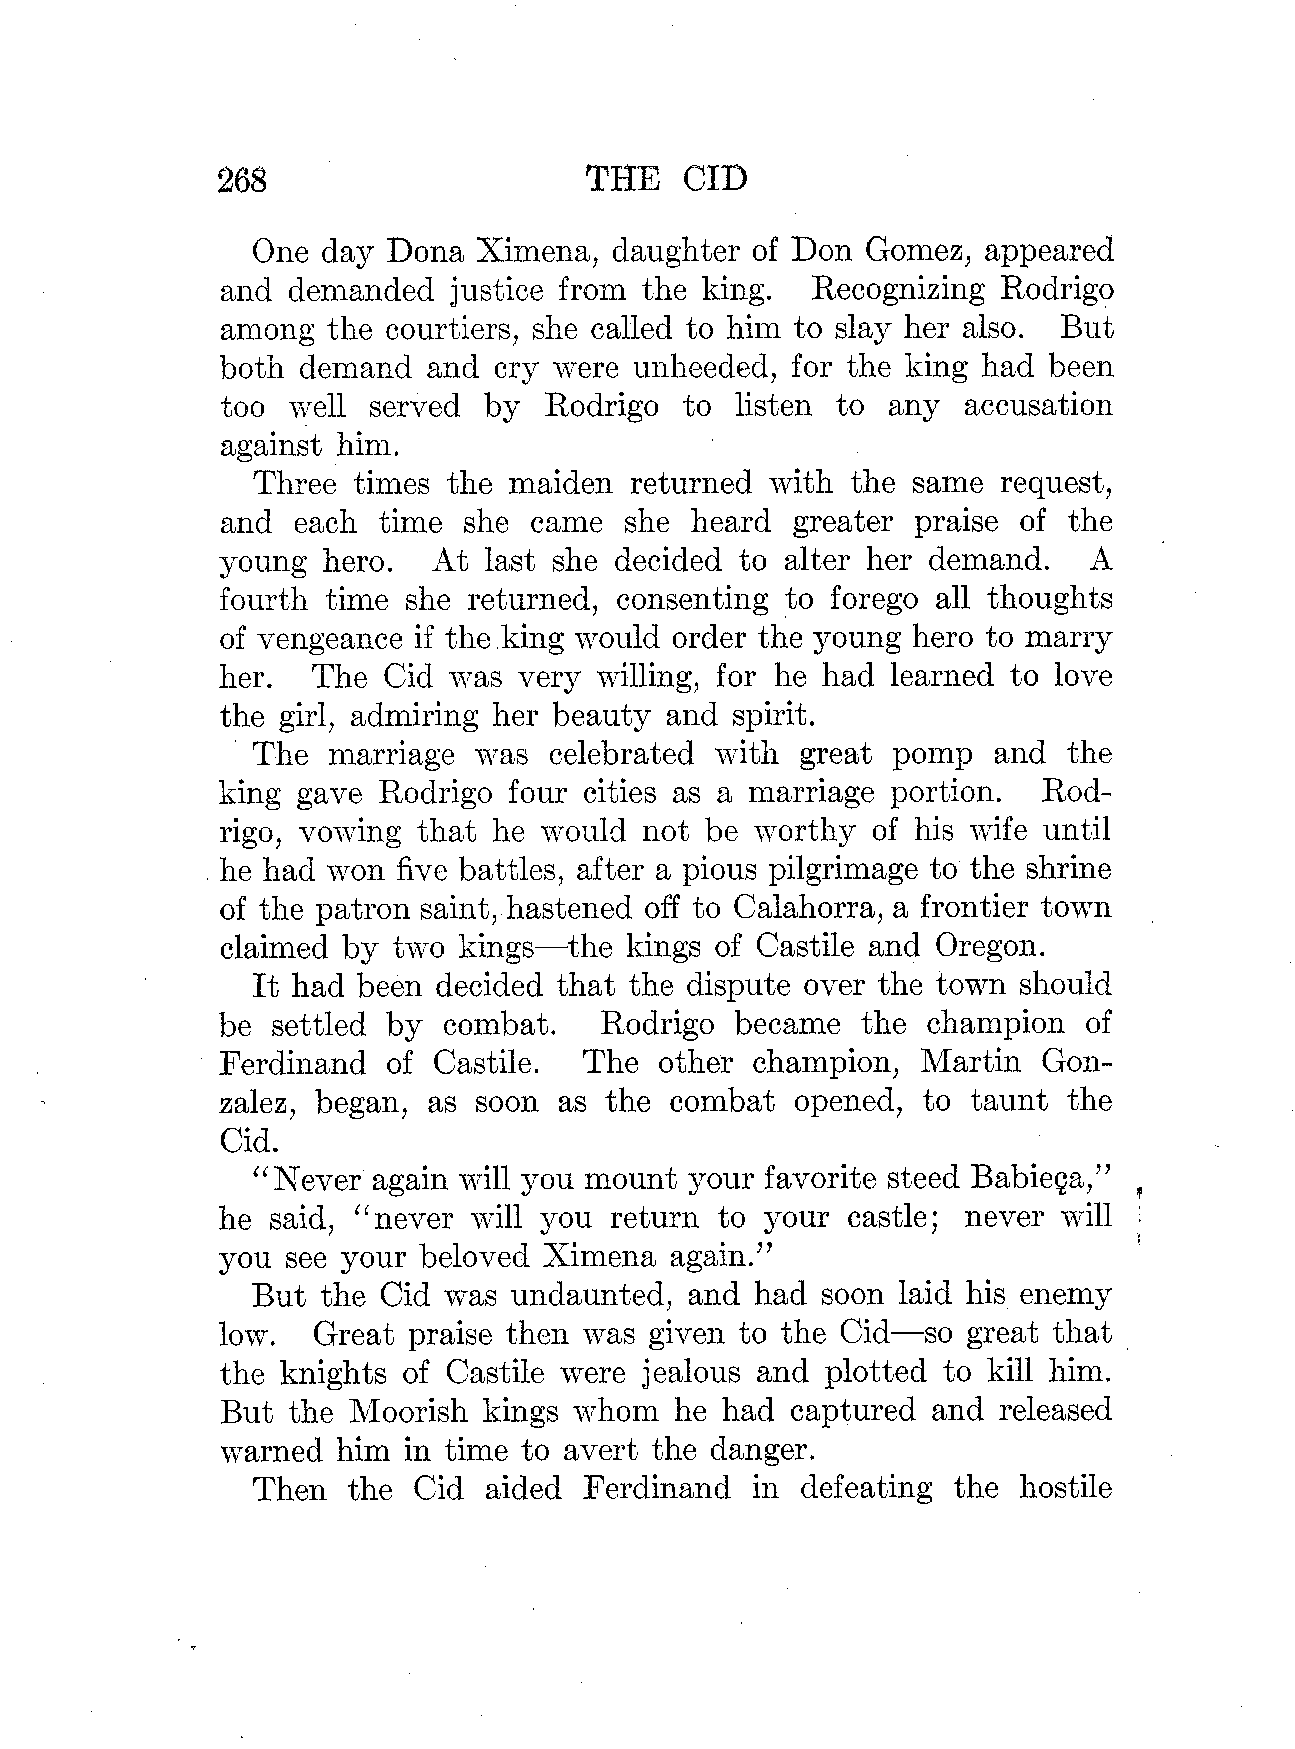 268 THE CID
One day Dona Ximena, daughter of Don Gomez, appeared
and demanded justice from the king. Recognizing Rodrigo
among the courtiers, she called to him to slay her also. But
both demand and cry were unheeded, for the king had been
too well served by Rodrigo to listen to any accusation
against him.
Three times the maiden returned with the same request,
and each time she came she heard greater praise of the
young hero. At last she decided to alter her demand. A
fourth time she returned, consenting to forego all thoughts
of vengeance if the king would order the young hero to marry
her. The Cid was very willing, for he had learned to love
the girl, admiring her beauty and spirit.
The marriage was celebrated with great pomp and the
king gave Rodrigo four cities as a marriage portion. Rod-
rigo, vowing that he would not be worthy of his wife until
he had won five battles, after a pious pilgrimage to the shrine
of the patron saint, hastened off to Calahorra, a frontier town
claimed by two kings—the kings of Castile and Oregon.
It had been decided that the dispute over the town should
be settled by combat. Rodrigo became the champion of
Ferdinand of Castile. The other champion, Martin Gon-
zalez, began, as soon as the combat opened, to taunt the
Cid.
“Never again will you mount your favorite steed Babieça,”
he said, “never will you return to your castle; never will
you see your beloved Ximena again.”
But the Cid was undaunted, and had soon laid his enemy
low. Great praise then was given to the Cid—so great that
the knights of Castile were jealous and plotted to kill him.
But the Moorish kings whom he had captured and released
warned him in time to avert the danger.
Then the Cid aided Ferdinand in defeating the hostile